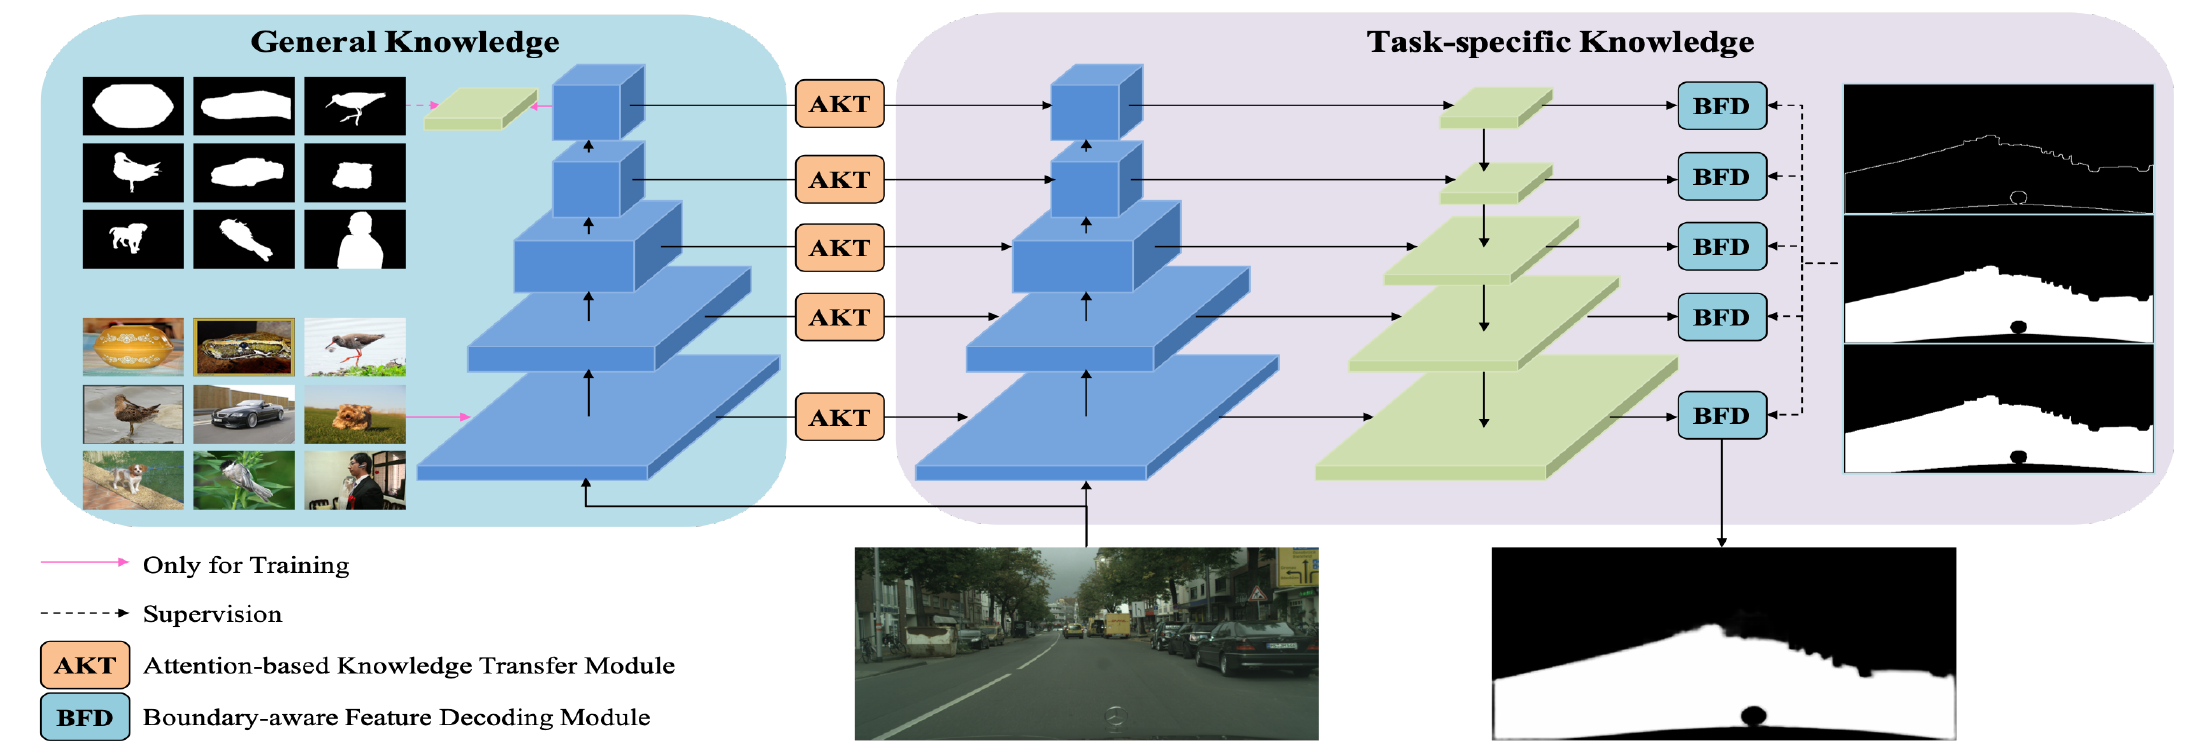 General Knowledge
Task-specific Knowledge
AKT
BFD
AKT
BFD
AKT
BFD
AKT
BFD
AKT
BFD
Only for Training
Supervision
AKT Attention-based Knowledge Transfer Module
BFD Boundary-aware Feature Decoding Module